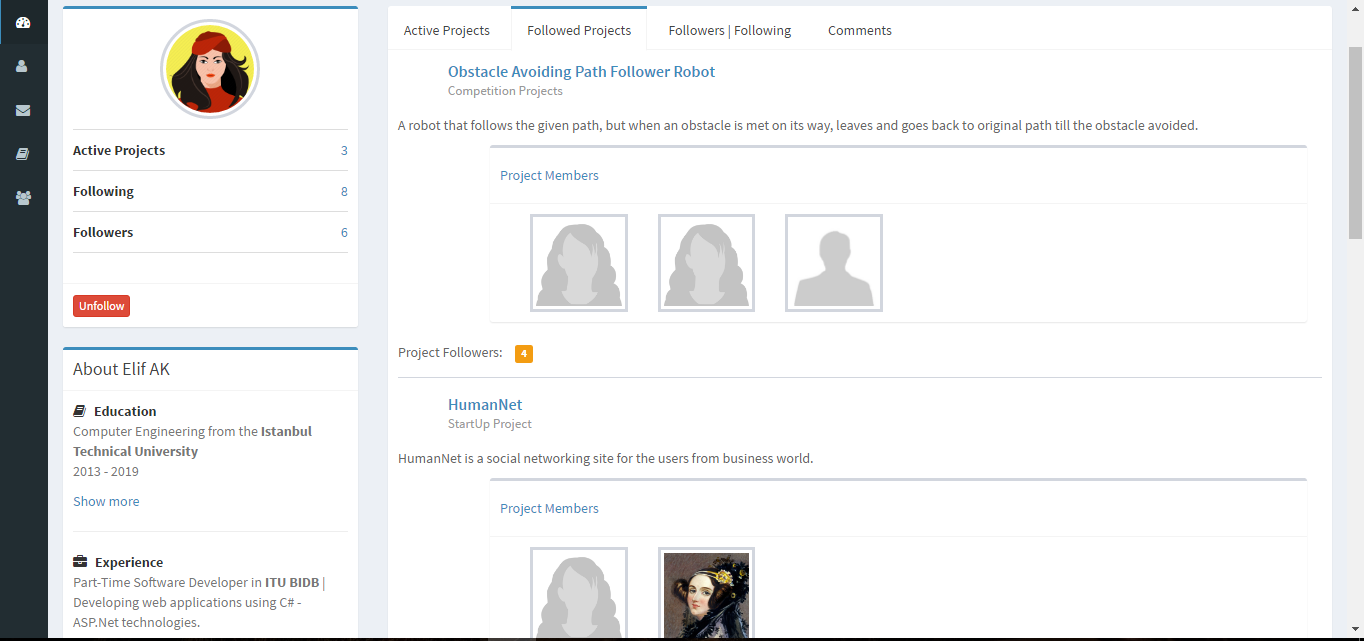 Active Projects 3
Following 8
Followers 6
Unfollow
About Elif AK
Education
Computer Engineering from the Istanbul
Technical University
2013 - 2019
Show more
Experience
Part-Time Software Developer in ITU BIDB |
Developing web applications using C# -
ASP.Net technologies.
Active Projects Followed Projects Followers | Following Comments
Obstacle Avoiding Path Follower Robot
Competition Projects
A robot that follows the given path, but when an obstacle is met on its way, leaves and goes back to original path till the obstacle avoided.
Project Members
Project Followers: 4
HumanNet
StartUp Project
HumanNet is a social networking site for the users from business world.
Project Members